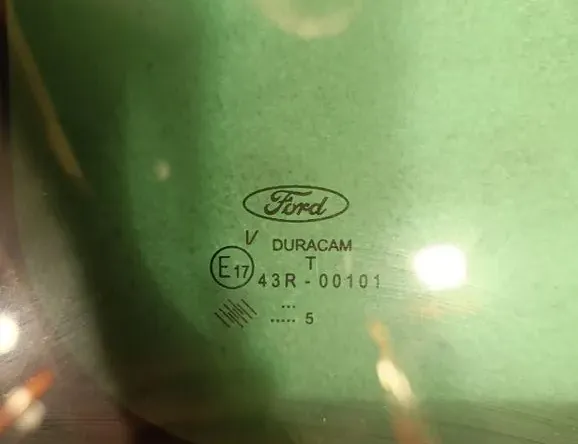 Ford
V DURACAM
T
E17 43R - 00101
...
..... 5